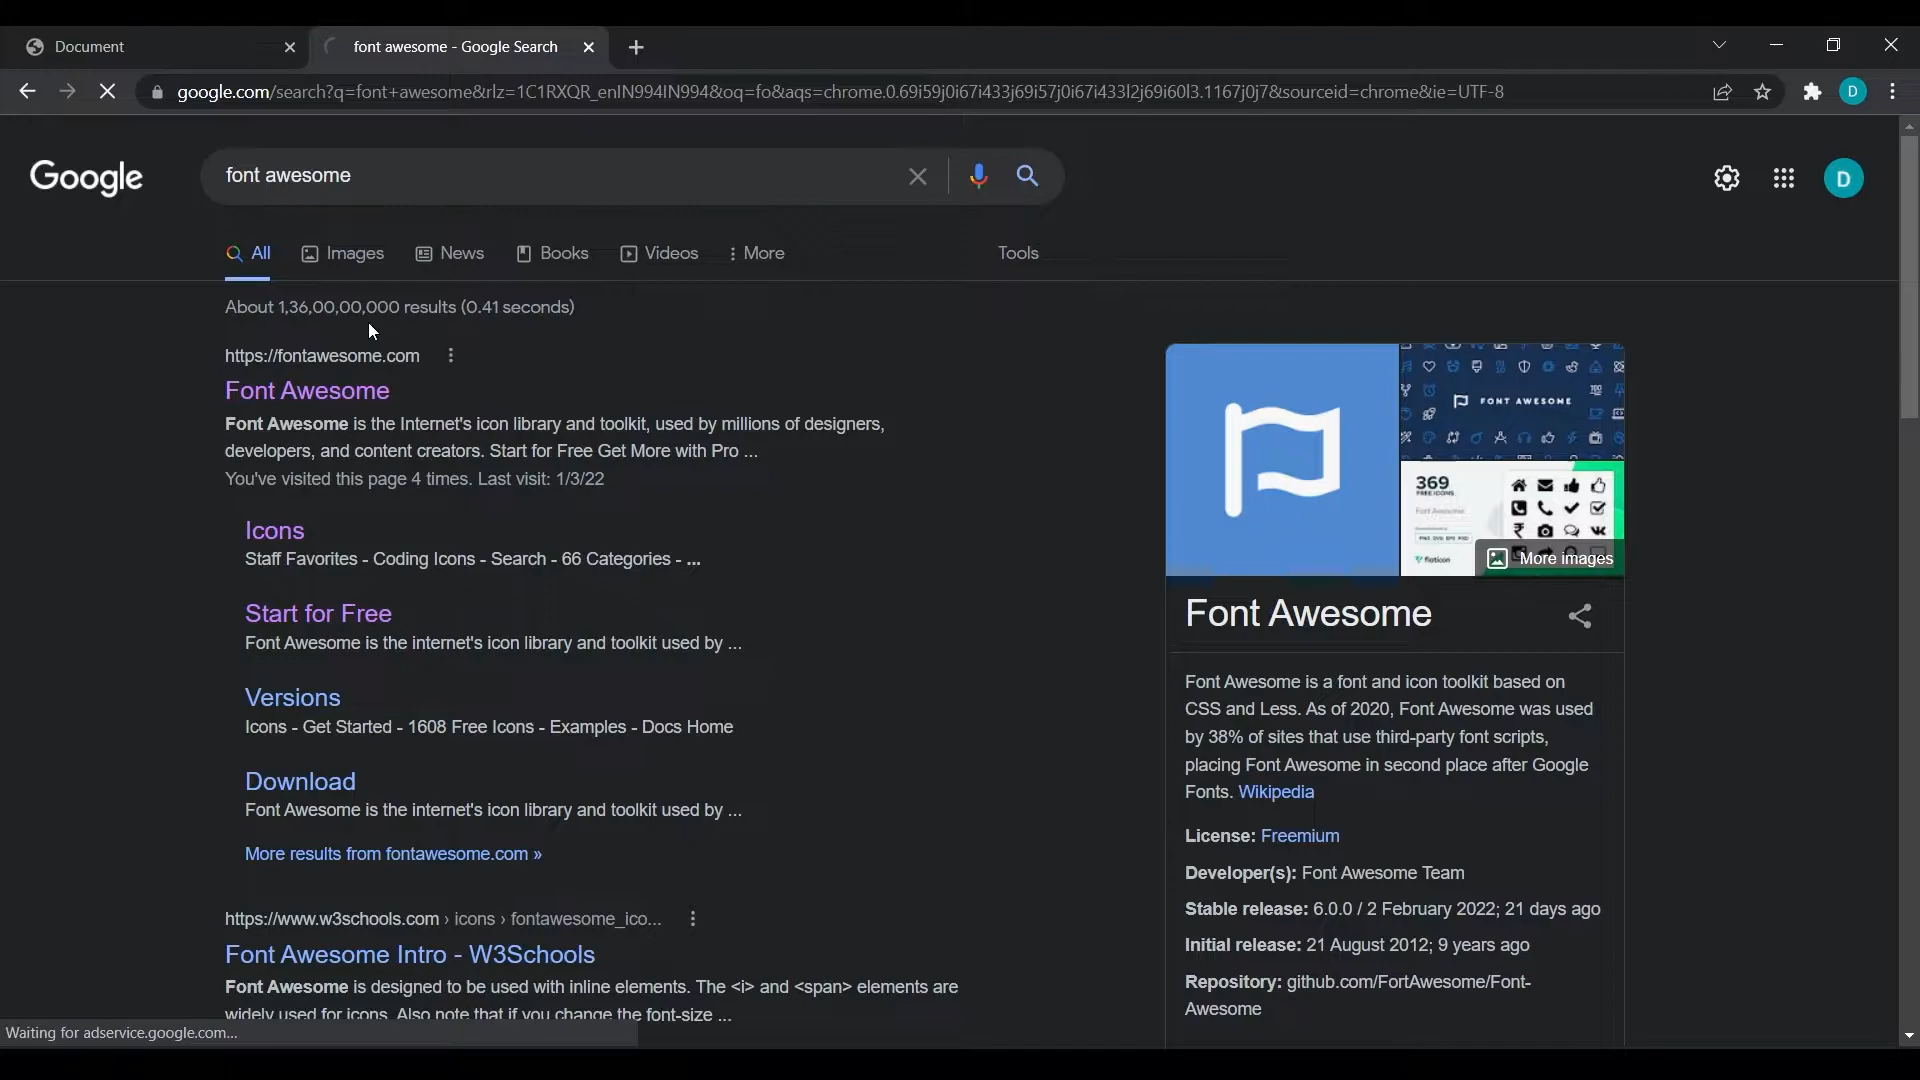 Document
font awesome - Google Search
google.com/search?q=font+awesome&rlz=1C1RXQR_enIN994IN994&oq=fo&aqs=chrome.0.69i59j0i67i433j69i57j0i67i433l2j69i60l3.1167j0j7&sourceid=chrome&ie=UTF-8
D
Google
font awesome
D
All
Images
News
Books
Videos
More
Tools
About 1,36,00,00,000 results (0.41 seconds)
https://fontawesome.com
Font Awesome
Font Awesome is the Internet's icon library and toolkit, used by millions of designers,
developers, and content creators. Start for Free Get More with Pro ...
You've visited this page 4 times. Last visit: 1/3/22
Icons
Staff Favorites - Coding Icons - Search - 66 Categories - ...
Start for Free
Font Awesome is the internet's icon library and toolkit used by ...
Versions
Icons - Get Started - 1608 Free Icons - Examples - Docs Home
Download
Font Awesome is the internet's icon library and toolkit used by ...
More results from fontawesome.com »
https://www.w3schools.com › icons › fontawesome_ico...
Font Awesome Intro - W3Schools
Font Awesome is designed to be used with inline elements. The <i> and <span> elements are
widely used for icons. Also note that if you change the font-size ...
Waiting for adservice.google.com...
FONT AWESOME
369
FREE ICONS
Font Awesome
flaticon
More images
Font Awesome
Font Awesome is a font and icon toolkit based on
CSS and Less. As of 2020, Font Awesome was used
by 38% of sites that use third-party font scripts,
placing Font Awesome in second place after Google
Fonts. Wikipedia
License: Freemium
Developer(s): Font Awesome Team
Stable release: 6.0.0 / 2 February 2022; 21 days ago
Initial release: 21 August 2012; 9 years ago
Repository: github.com/FortAwesome/Font-
Awesome